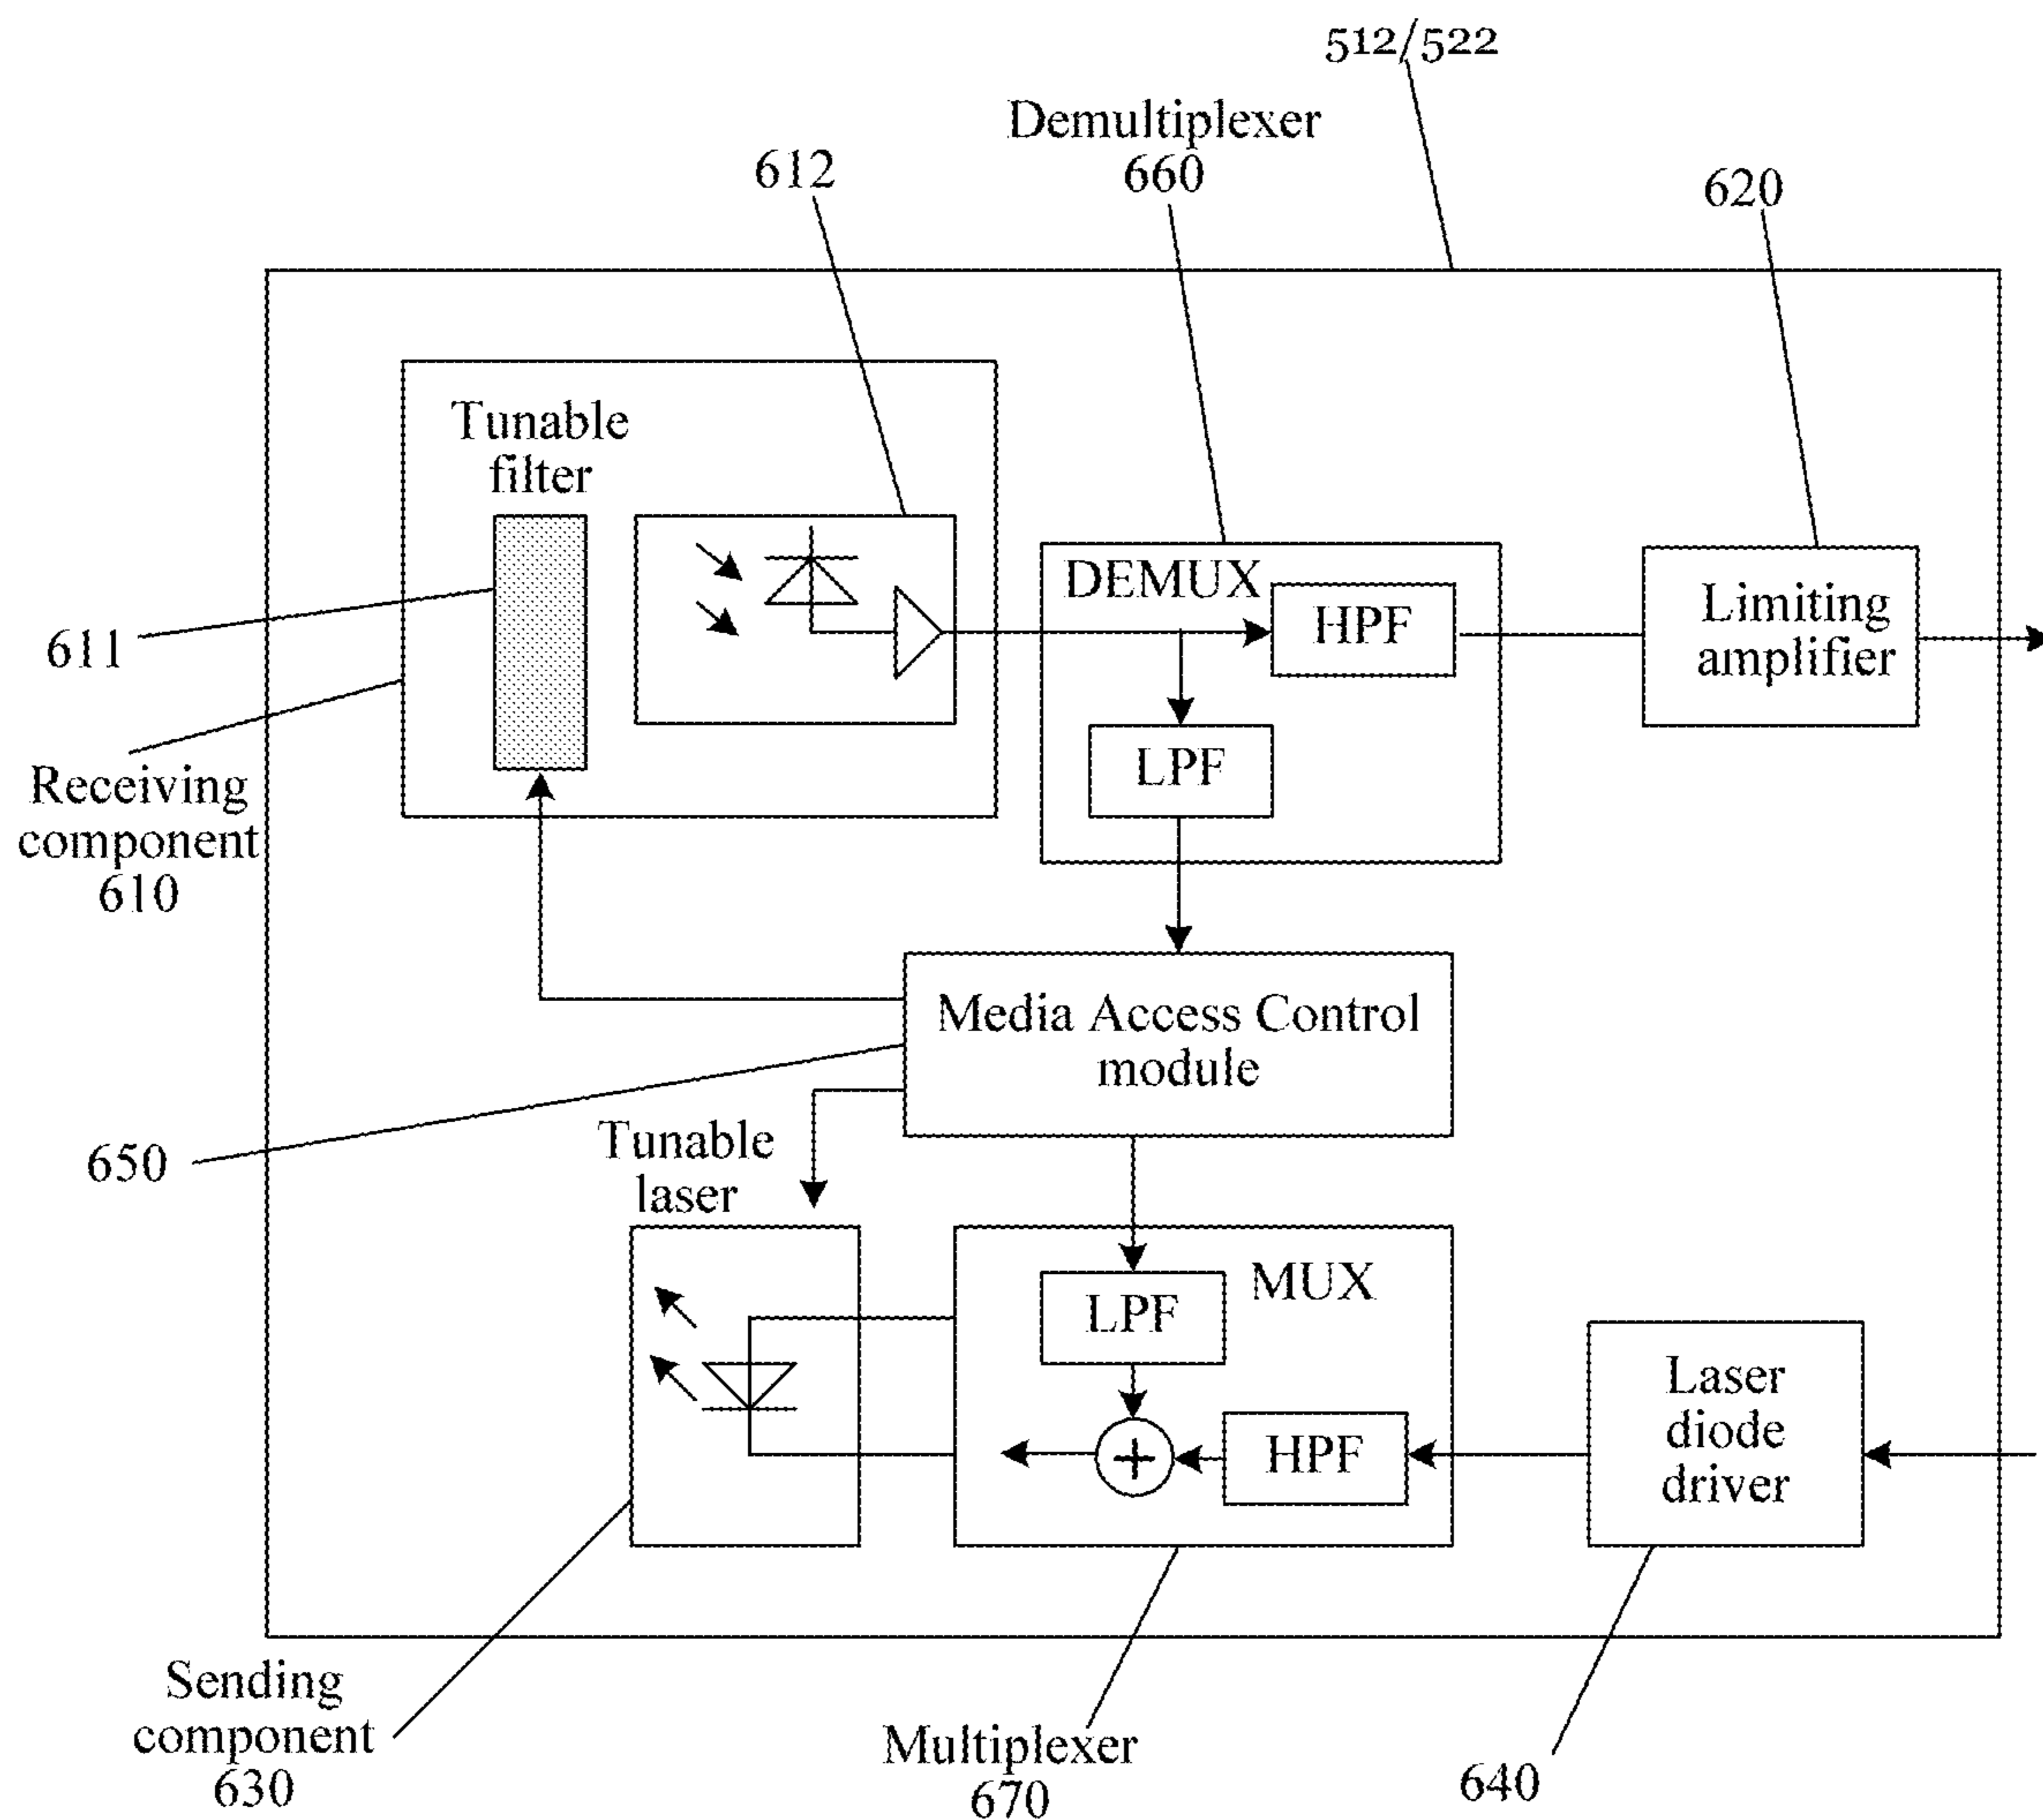 512/522
Demultiplexer
660
612
620
Tunable
filter
DEMUX
HPF
Limiting
amplifier
611
LPF
Receiving
component
610
Media Access Control
module
650
Tunable
laser
LPF
MUX
HPF
Laser
diode
driver
Sending
component
630
Multiplexer
670
640